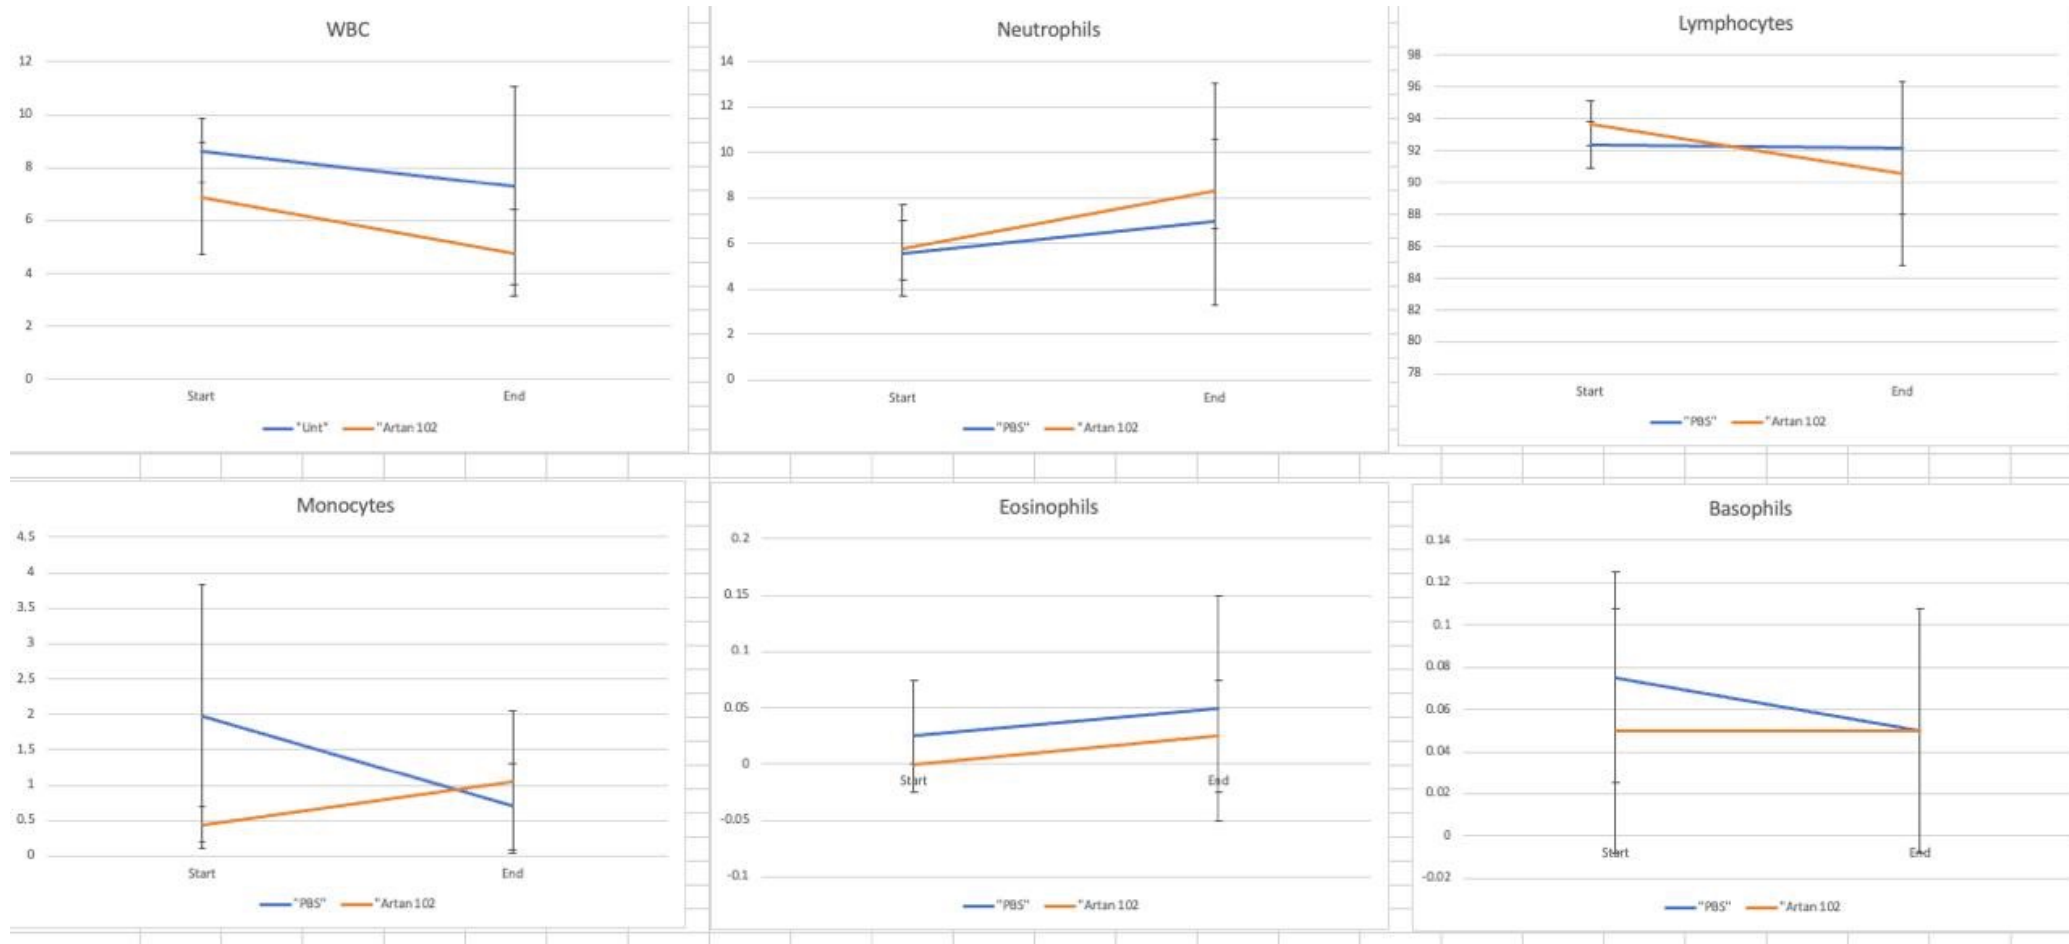 WBC
12
10
8
6
4
2
0
Start End
"Unt" "Artan 102
Neutrophils
14
12
10
8
6
4
2
0
Start End
"PBS" "Artan 102
Lymphocytes
98
96
94
92
90
88
86
84
82
80
78
Start End
"PBS" "Artan 102
Monocytes
4.5
4
3.5
3
2.5
2
1.5
1
0.5
0
Start End
"PBS" "Artan 102
Eosinophils
0.2
0.15
0.1
0.05
0
Start End
-0.05
-0.1
"PBS" "Artan 102
Basophils
0.14
0.12
0.1
0.08
0.06
0.04
0.02
0
Start End
-0.02
"PBS" "Artan 102